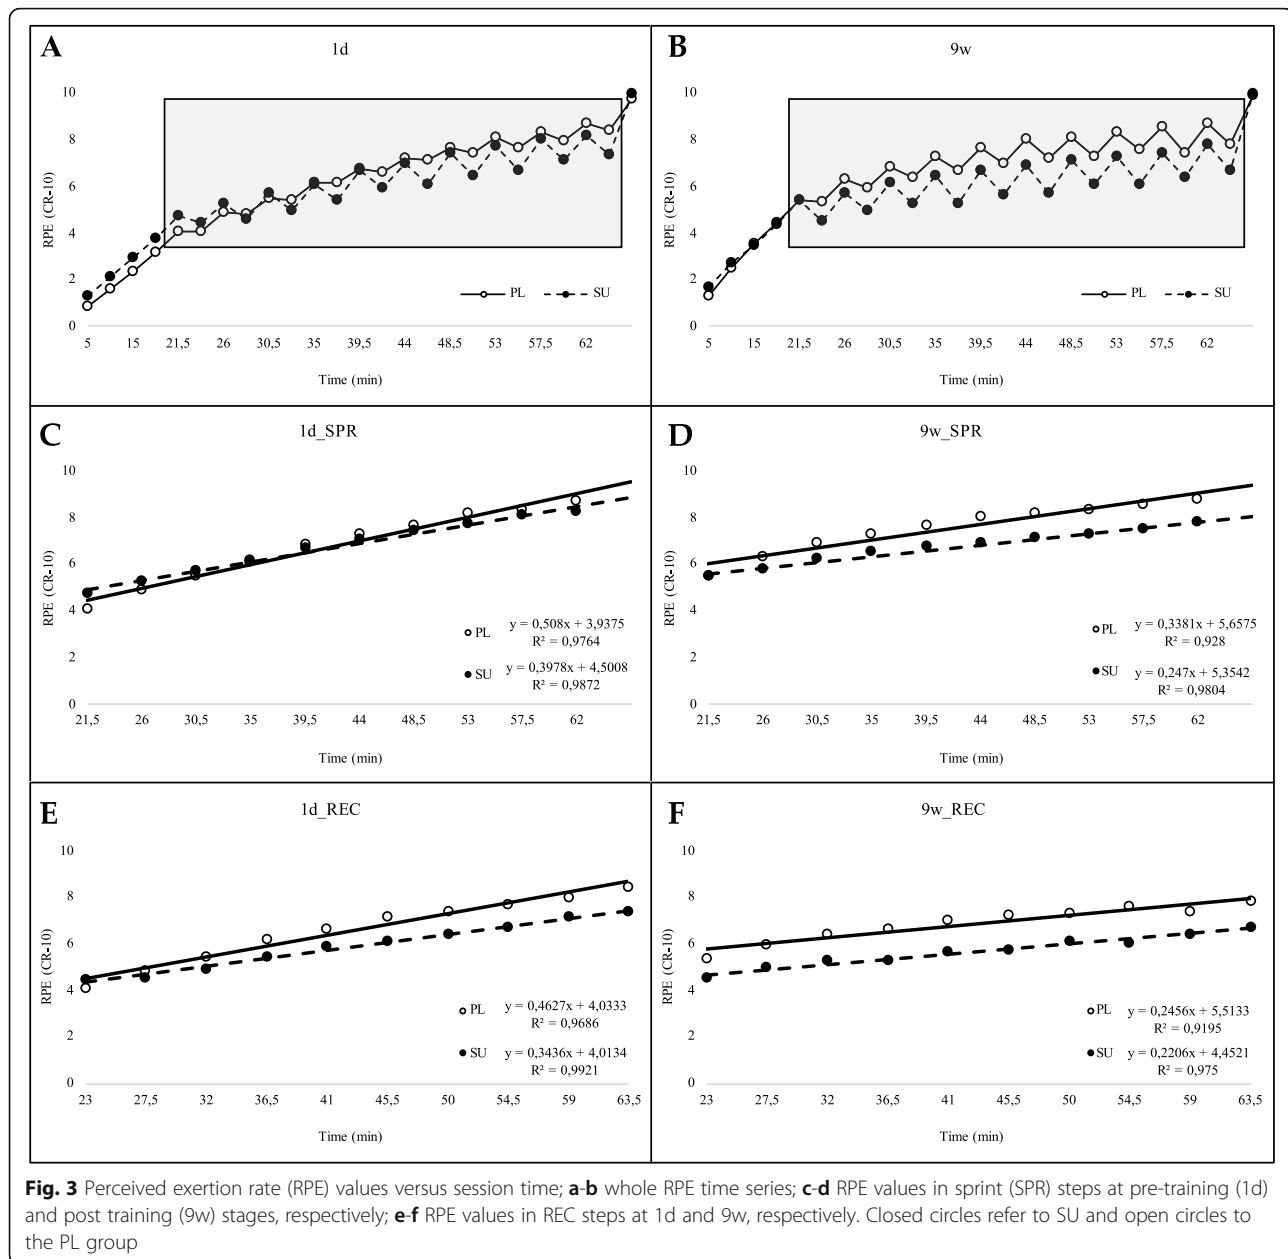 A
1d
10
8
6
4
2
0
RPE (CR-10)
PL SU
5 15 21,5 26 30,5 35 39,5 44 48,5 53 57,5 62
Time (min)
B
9w
10
8
6
4
2
0
RPE (CR-10)
PL SU
5 15 21,5 26 30,5 35 39,5 44 48,5 53 57,5 62
Time (min)
C
1d_SPR
10
8
6
4
2
0
RPE (CR-10)
PL y = 0,508x + 3,9375
R² = 0,9764
SU y = 0,3978x + 4,5008
R² = 0,9872
21,5 26 30,5 35 39,5 44 48,5 53 57,5 62
Time (min)
D
9w_SPR
10
8
6
4
2
0
RPE (CR-10)
PL y = 0,3381x + 5,6575
R² = 0,928
SU y = 0,247x + 5,3542
R² = 0,9804
21,5 26 30,5 35 39,5 44 48,5 53 57,5 62
Time (min)
E
1d_REC
10
8
6
4
2
0
RPE (CR-10)
PL y = 0,4627x + 4,0333
R² = 0,9686
SU y = 0,3436x + 4,0134
R² = 0,9921
23 27,5 32 36,5 41 45,5 50 54,5 59 63,5
Time (min)
F
9w_REC
10
8
6
4
2
0
RPE (CR-10)
PL y = 0,2456x + 5,5133
R² = 0,9195
SU y = 0,2206x + 4,4521
R² = 0,975
23 27,5 32 36,5 41 45,5 50 54,5 59 63,5
Time (min)
Fig. 3 Perceived exertion rate (RPE) values versus session time; a-b whole RPE time series; c-d RPE values in sprint (SPR) steps at pre-training (1d)
and post training (9w) stages, respectively; e-f RPE values in REC steps at 1d and 9w, respectively. Closed circles refer to SU and open circles to
the PL group